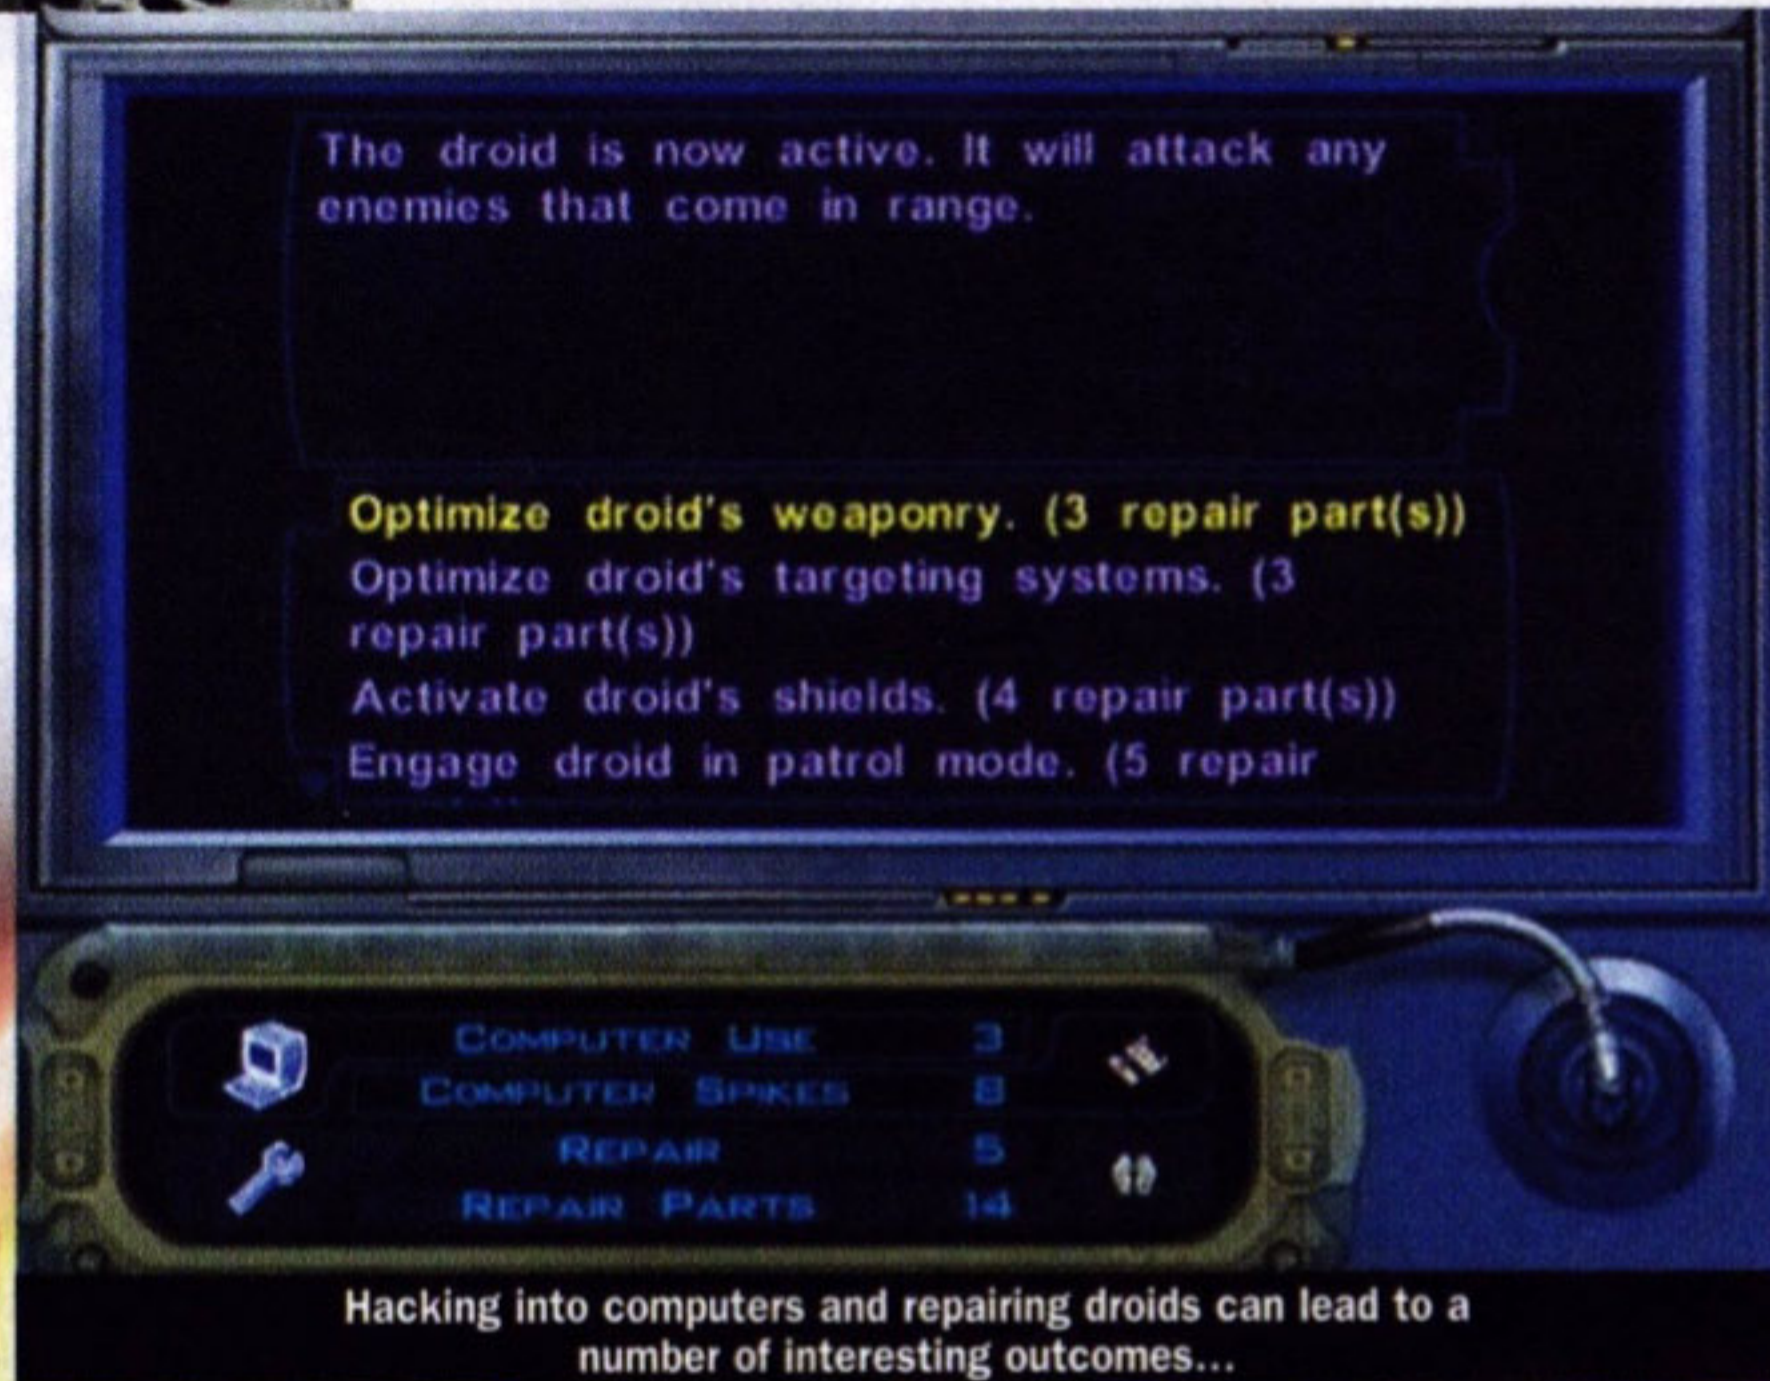 The droid is now active. It will attack any
enemies that come in range.
Optimize droid's weaponry. (3 repair part(s))
Optimize droid's targeting systems. (3
repair part(s))
Activate droid's shields. (4 repair part(s))
Engage droid in patrol mode. (5 repair
COMPUTER USE 3
COMPUTER SPIKES 8
REPAIR 5
REPAIR PARTS 14
Hacking into computers and repairing droids can lead to a
number of interesting outcomes...